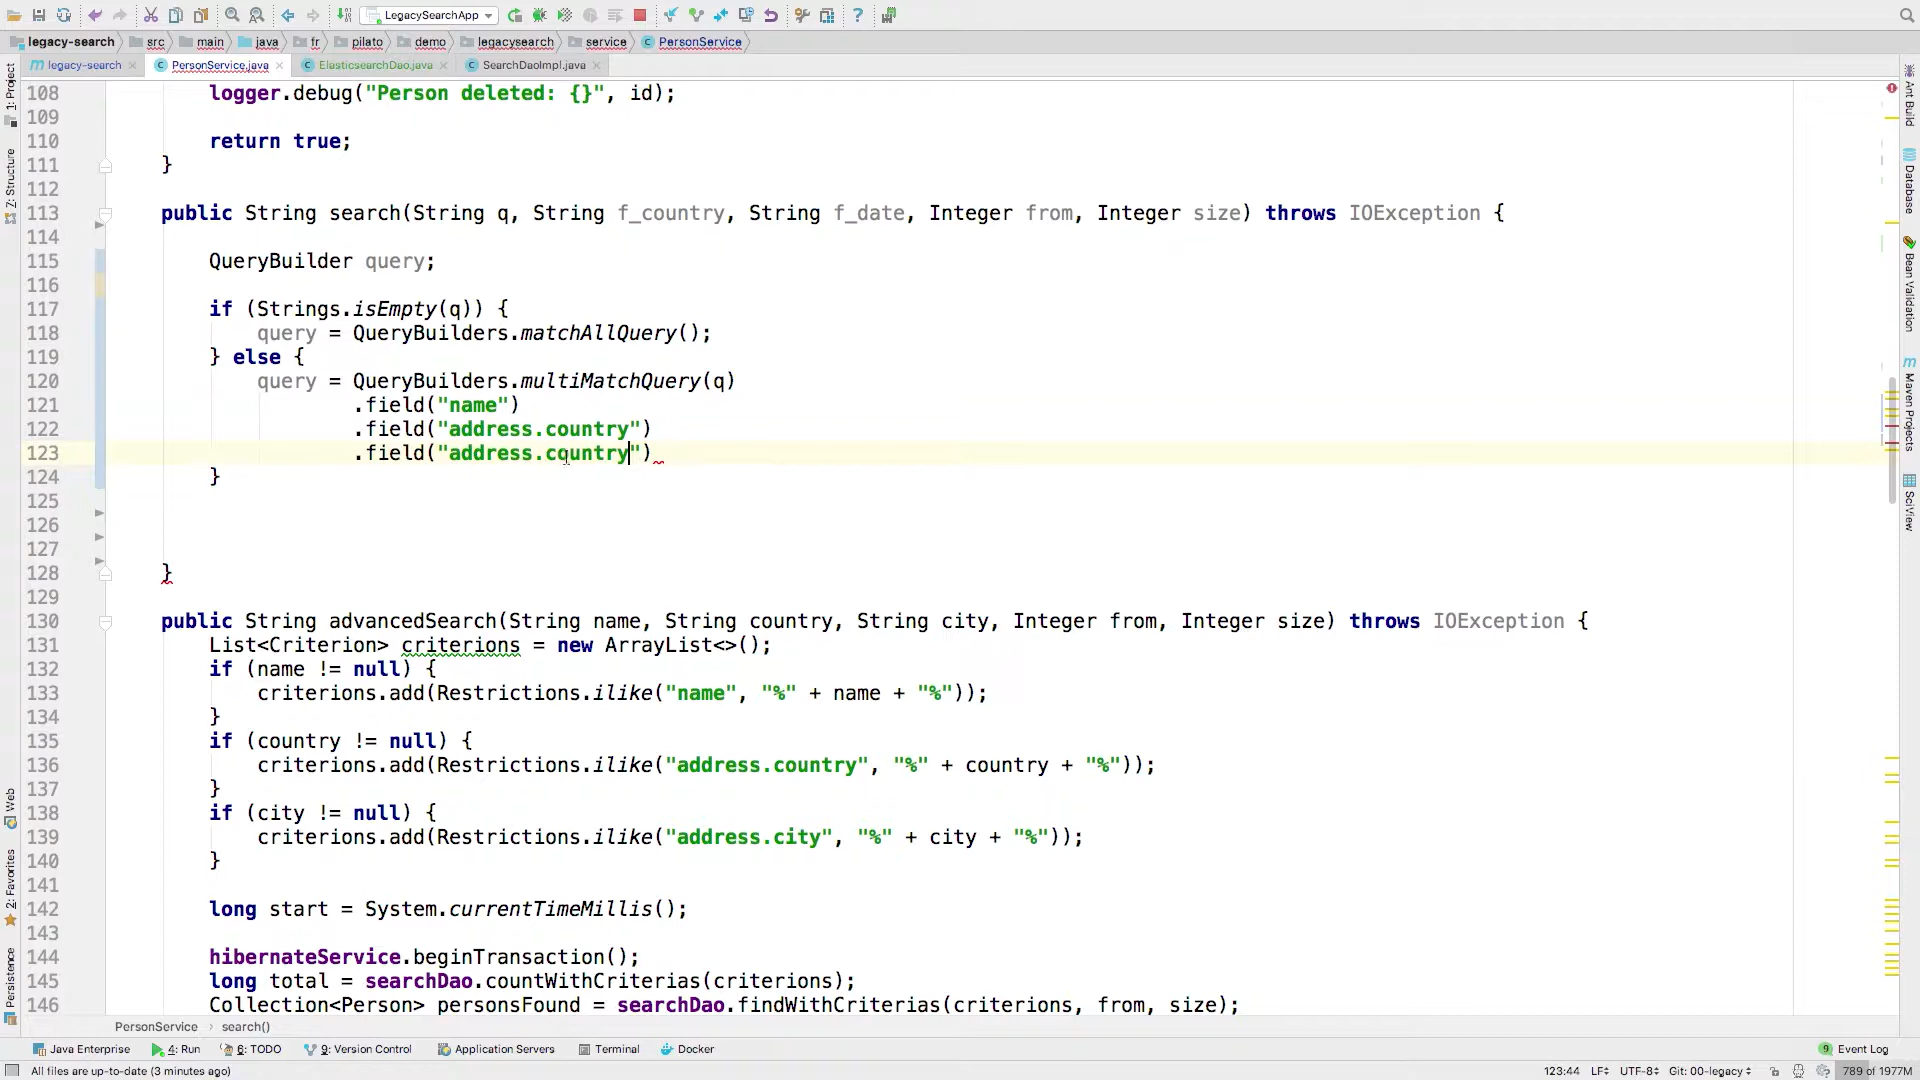 LegacySearchApp
legacy-search src main java fr pilato demo legacysearch service PersonService
legacy-search PersonService.java ElasticsearchDao.java SearchDaoImpl.java
1: Project
Z: Structure
Web
2: Favorites
Persistence
108 logger.debug("Person deleted: {}", id);
109
110 return true;
111 }
112
113 public String search(String q, String f_country, String f_date, Integer from, Integer size) throws IOException {
114
115 QueryBuilder query;
116
117 if (Strings.isEmpty(q)) {
118 query = QueryBuilders.matchAllQuery();
119 } else {
120 query = QueryBuilders.multiMatchQuery(q)
121 .field("name")
122 .field("address.country")
123 .field("address.country")
124 }
125
126
127
128 }
129
130 public String advancedSearch(String name, String country, String city, Integer from, Integer size) throws IOException {
131 List<Criterion> criterions = new ArrayList<>();
132 if (name != null) {
133 criterions.add(Restrictions.ilike("name", "%" + name + "%"));
134 }
135 if (country != null) {
136 criterions.add(Restrictions.ilike("address.country", "%" + country + "%"));
137 }
138 if (city != null) {
139 criterions.add(Restrictions.ilike("address.city", "%" + city + "%"));
140 }
141
142 long start = System.currentTimeMillis();
143
144 hibernateService.beginTransaction();
145 long total = searchDao.countWithCriterias(criterions);
146 Collection<Person> personsFound = searchDao.findWithCriterias(criterions, from, size);
Ant Build
Database
Bean Validation
Maven Projects
SciView
PersonService › search()
Java Enterprise 4: Run 6: TODO 9: Version Control Application Servers Terminal Docker 9 Event Log
All files are up-to-date (3 minutes ago) 123:44 LF UTF-8 Git: 00-legacy 789 of 1977M